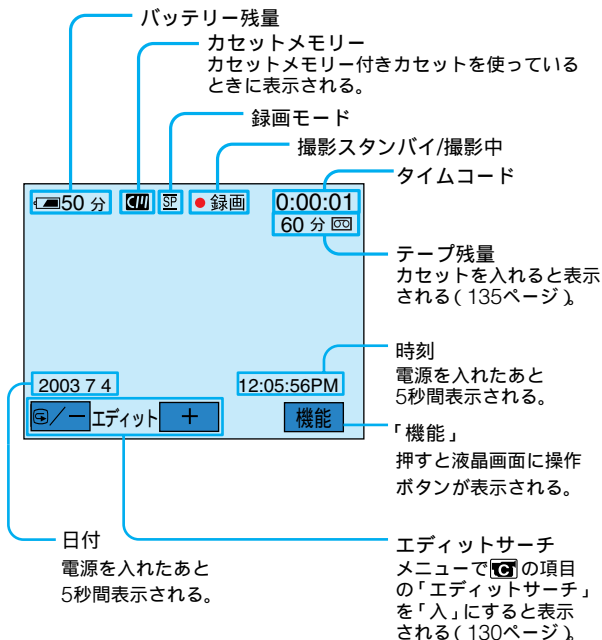 バッテリー残量
カセットメモリー
カセットメモリー付きカセットを使っている
ときに表示される。
録画モード
撮影スタンバイ/撮影中
タイムコード
50 分
SP
●録画
0:00:01
60 分
テープ残量
カセットを入れると表示
される(135ページ)。
時刻
電源を入れたあと
5秒間表示される。
2003 7 4
12:05:56PM
/−
エディット
+
機能
「機能」
押すと液晶画面に操作
ボタンが表示される。
日付
電源を入れたあと
5秒間表示される。
エディットサーチ
メニューで の項目
の「エディットサーチ」
を「入」にすると表示
される(130ページ)。